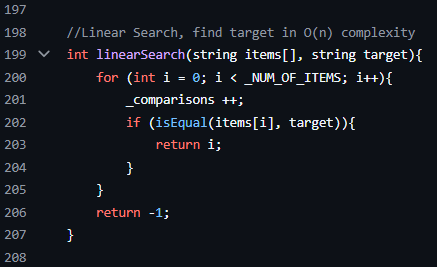 197
198 //Linear Search, find target in O(n) complexity
199 int linearSearch(string items[], string target){
200     for (int i = 0; i < _NUM_OF_ITEMS; i++){
201         _comparisons ++;
202         if (isEqual(items[i], target)){
203             return i;
204         }
205     }
206     return -1;
207 }
208